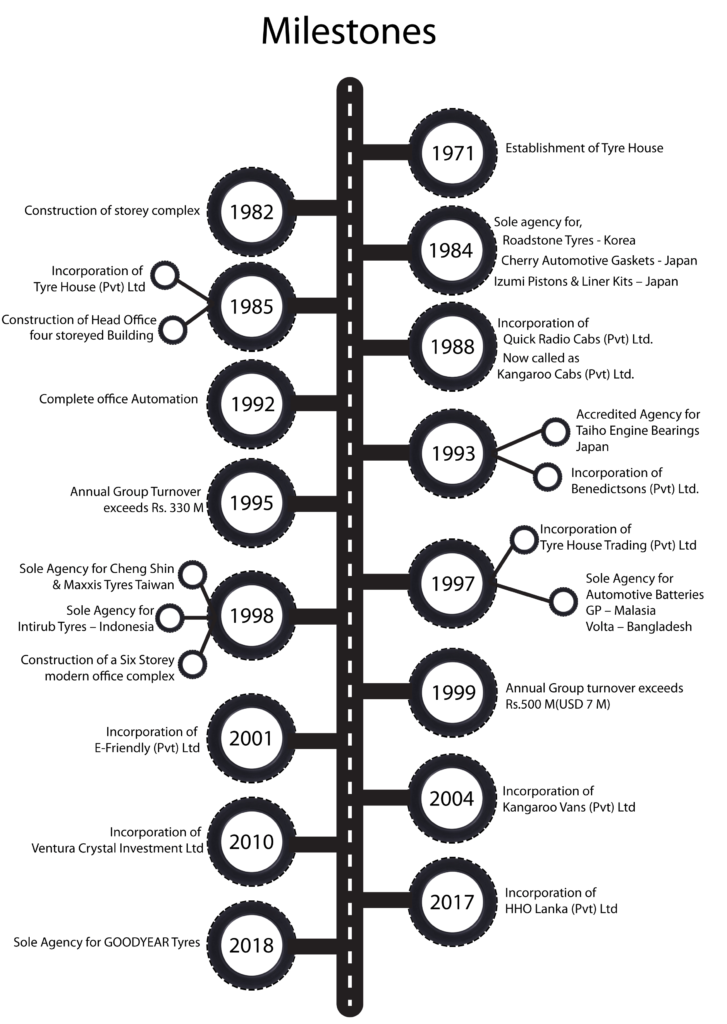 Milestones
1971
Establishment of Tyre House
1982
Construction of storey complex
1984
Sole agency for,
Roadstone Tyres - Korea
Cherry Automotive Gaskets - Japan
Izumi Pistons & Liner Kits – Japan
1985
Incorporation of
Tyre House (Pvt) Ltd
Construction of Head Office
four storeyed Building
1988
Incorporation of
Quick Radio Cabs (Pvt) Ltd.
Now called as
Kangaroo Cabs (Pvt) Ltd.
1992
Complete office Automation
1993
Accredited Agency for
Taiho Engine Bearings
Japan
Incorporation of
Benedictsons (Pvt) Ltd.
1995
Annual Group Turnover
exceeds Rs. 330 M
1997
Incorporation of
Tyre House Trading (Pvt) Ltd
Sole Agency for
Automotive Batteries
GP – Malasia
Volta – Bangladesh
1998
Sole Agency for Cheng Shin
& Maxxis Tyres Taiwan
Sole Agency for
Intirub Tyres – Indonesia
Construction of a Six Storey
modern office complex
1999
Annual Group turnover exceeds
Rs.500 M(USD 7 M)
2001
Incorporation of
E-Friendly (Pvt) Ltd
2004
Incorporation of
Kangaroo Vans (Pvt) Ltd
2010
Incorporation of
Ventura Crystal Investment Ltd
2017
Incorporation of
HHO Lanka (Pvt) Ltd
2018
Sole Agency for GOODYEAR Tyres